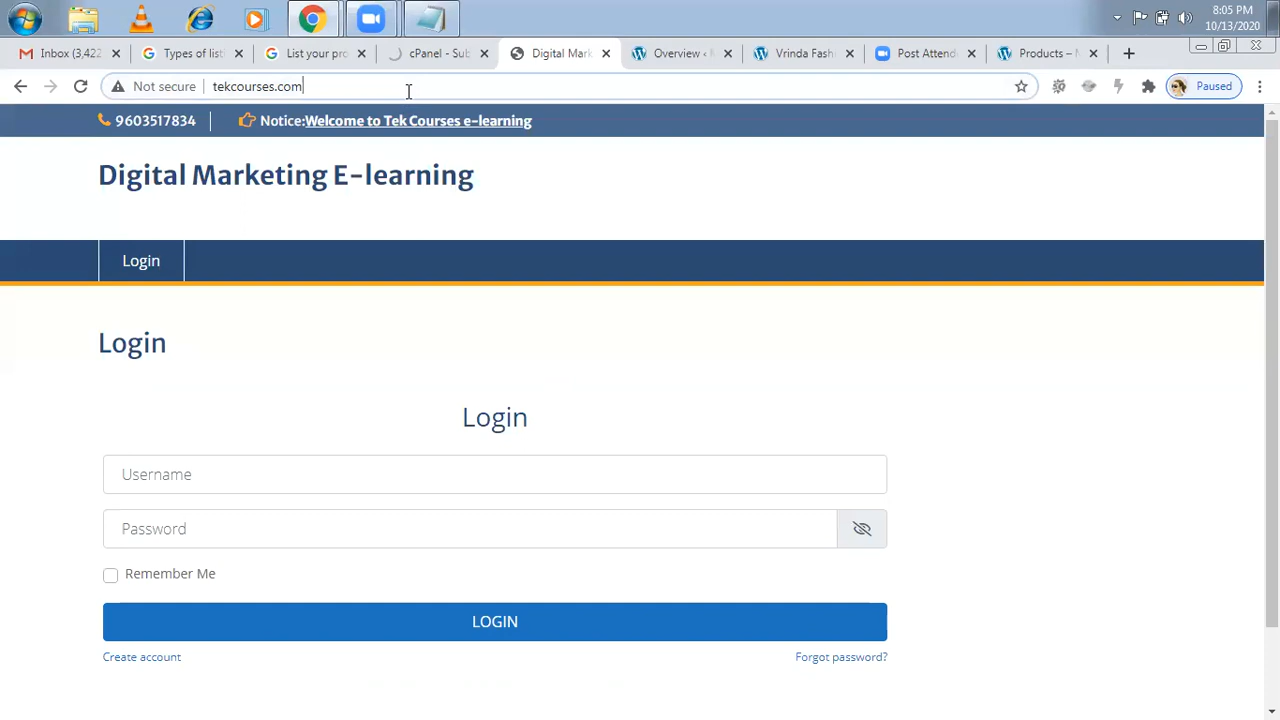 8:05 PM
10/13/2020
Inbox (3,422
Types of list
List your pro
cPanel - Sub
Digital Mark
Overview ‹
Vrinda Fash
Post Attend
Products –
Not secure
tekcourses.com
Paused
9603517834
Notice:Welcome to Tek Courses e-learning
Digital Marketing E-learning
Login
Login
Login
Username
Password
Remember Me
LOGIN
Create account
Forgot password?